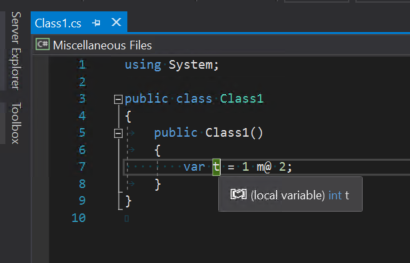 Class1.cs
Server Explorer
Toolbox
C# Miscellaneous Files
1 using System;
2
3 public class Class1
4 {
5 public Class1()
6 {
7 var t = 1 m@ 2;
8 }
9 }
10
(local variable) int t